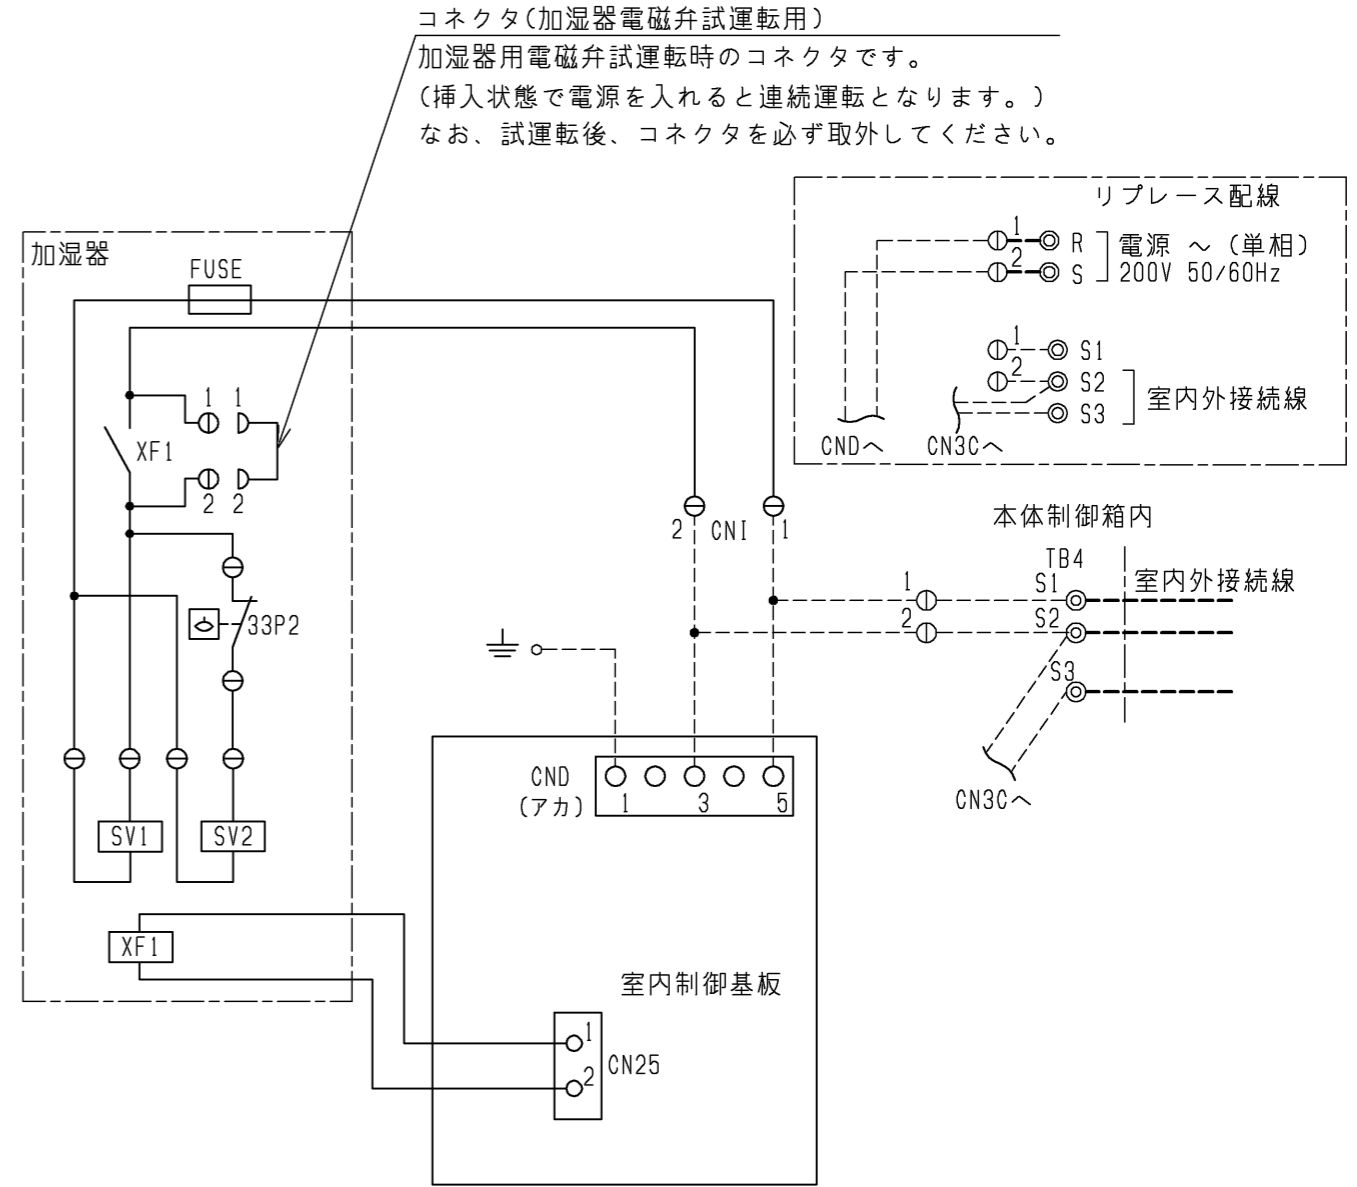 コネクタ(加湿器電磁弁試運転用)
加湿器用電磁弁試運転時のコネクタです。
(挿入状態で電源を入れると連続運転となります。)
なお、試運転後、コネクタを必ず取外してください。
リプレース配線
1 R 電源 ～ (単相)
2 S 200V 50/60Hz
1 S1
2 S2
S3
室内外接続線
CNDへ CN3Cへ
加湿器
FUSE
1 1
XF1
2 2
33P2
SV1 SV2
XF1
2 CNI 1
本体制御箱内
TB4
室内外接続線
1 S1
2 S2
S3
CN3Cへ
CND
(アカ)
1 3 5
室内制御基板
1
CN25
2